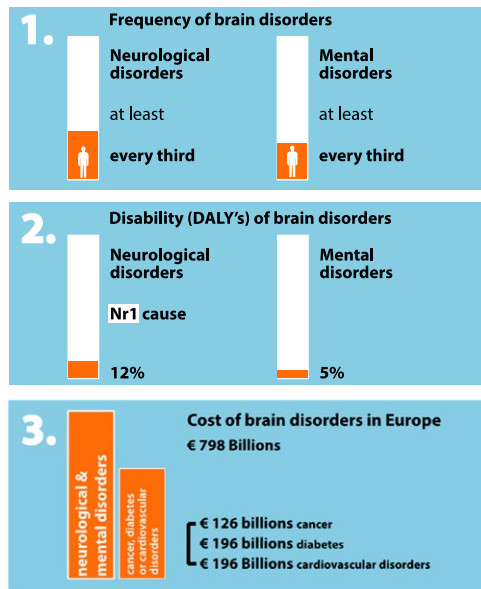 1.
Frequency of brain disorders
Neurological
disorders
at least
every third
Mental
disorders
at least
every third
2.
Disability (DALY's) of brain disorders
Neurological
disorders
Nr1 cause
12%
Mental
disorders
5%
3.
neurological &
mental disorders
cancer, diabetes
or cardiovascular
disorders
Cost of brain disorders in Europe
€ 798 Billions
€ 126 billions cancer
€ 196 billions diabetes
€ 196 Billions cardiovascular disorders